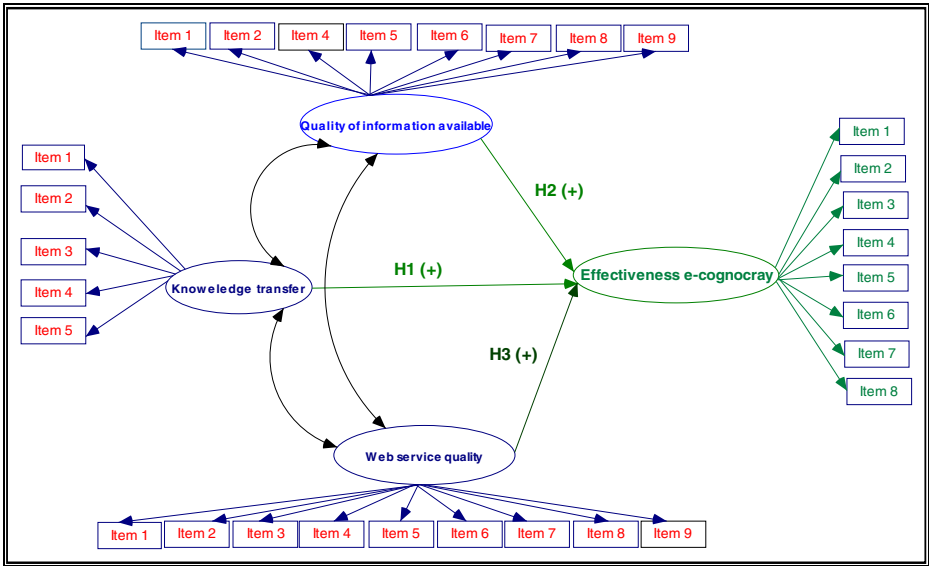 Item 1 Item 2 Item 4 Item 5 Item 6 Item 7 Item 8 Item 9
Quality of information available
Item 1
Item 2
Item 3
Item 4
Item 5
Knoweledge transfer
H1 (+)
H2 (+)
H3 (+)
Effectiveness e-cognocray
Item 1
Item 2
Item 3
Item 4
Item 5
Item 6
Item 7
Item 8
Web service quality
Item 1 Item 2 Item 3 Item 4 Item 5 Item 6 Item 7 Item 8 Item 9